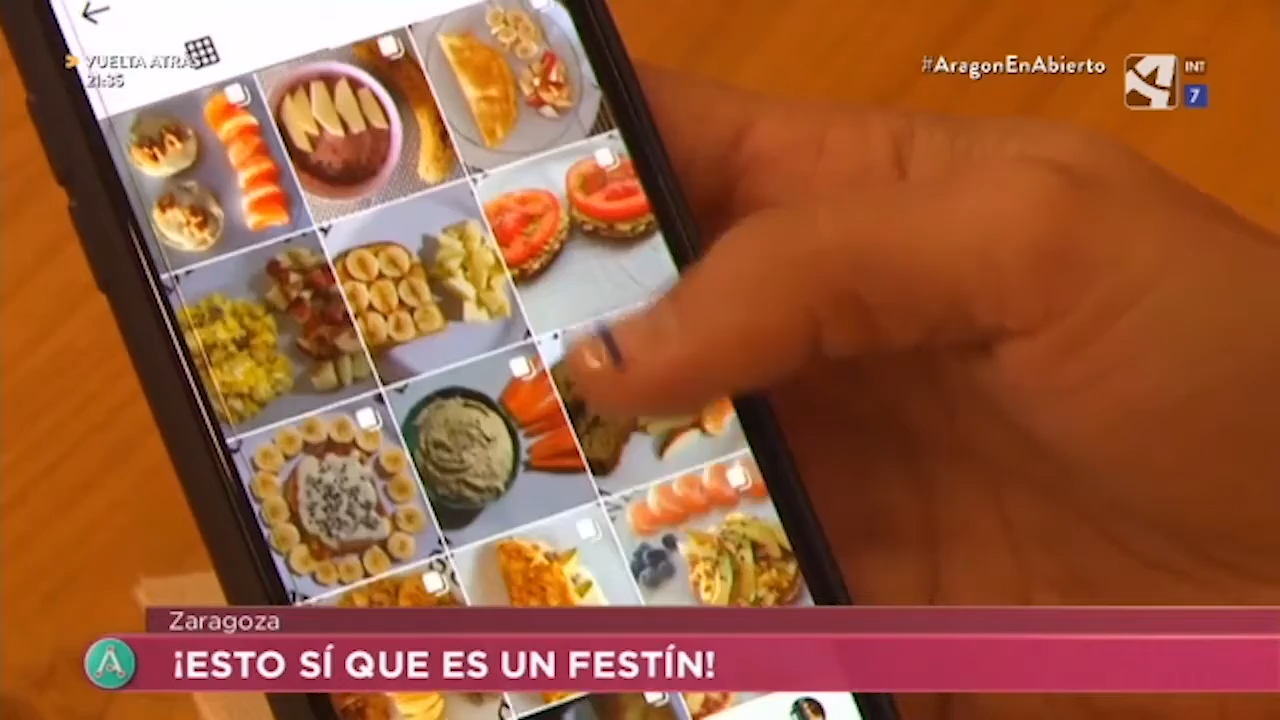 VUELTA ATRÁS
21:35
#AragonEnAbierto
INT
7
Zaragoza
¡ESTO SÍ QUE ES UN FESTÍN!